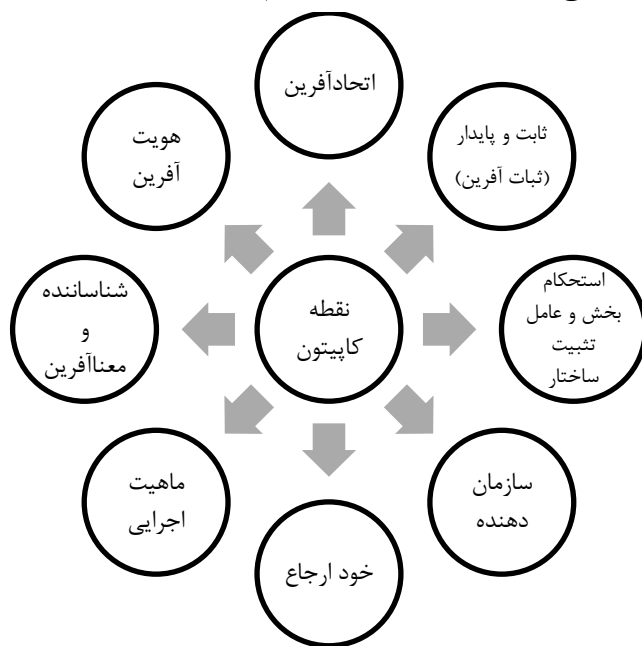 اتحادآفرین
ثابت و پایدار
(ثبات آفرین)
استحکام
بخش و عامل
تثبیت
ساختار
سازمان
دهنده
خود ارجاع
ماهیت
اجرایی
شناساننده
و
معناآفرین
هویت
آفرین
نقطه
کاپیتون